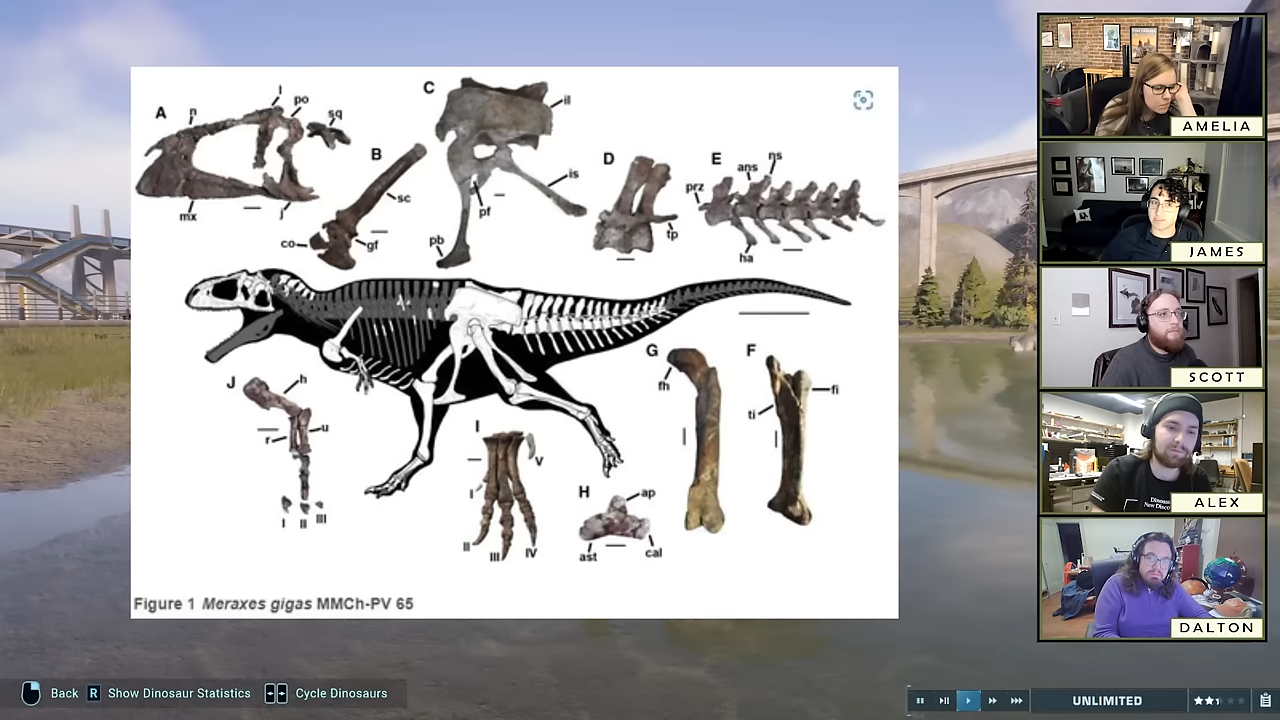 A
n
l
po
sq
mx
j
B
sc
co
gf
C
il
is
pf
pb
D
tp
E
ns
ans
prz
ha
J
h
r
u
I
II
III
I
V
I
II
III
IV
G
fh
F
fi
ti
H
ap
ast
cal
Figure 1 Meraxes gigas MMCh-PV 65
AMELIA
JAMES
SCOTT
ALEX
DALTON
Back R Show Dinosaur Statistics Cycle Dinosaurs
UNLIMITED